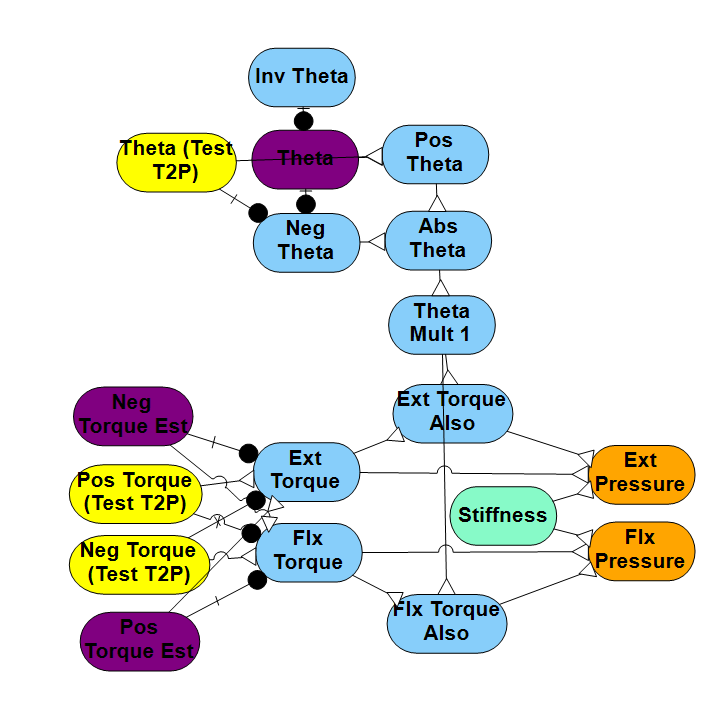 Inv Theta
Theta (Test
T2P)
Theta
Pos
Theta
Neg
Theta
Abs
Theta
Theta
Mult 1
Neg
Torque Est
Ext Torque
Also
Ext
Torque
Ext
Pressure
Pos Torque
(Test T2P)
Stiffness
Flx
Torque
Flx
Pressure
Neg Torque
(Test T2P)
Flx Torque
Also
Pos
Torque Est